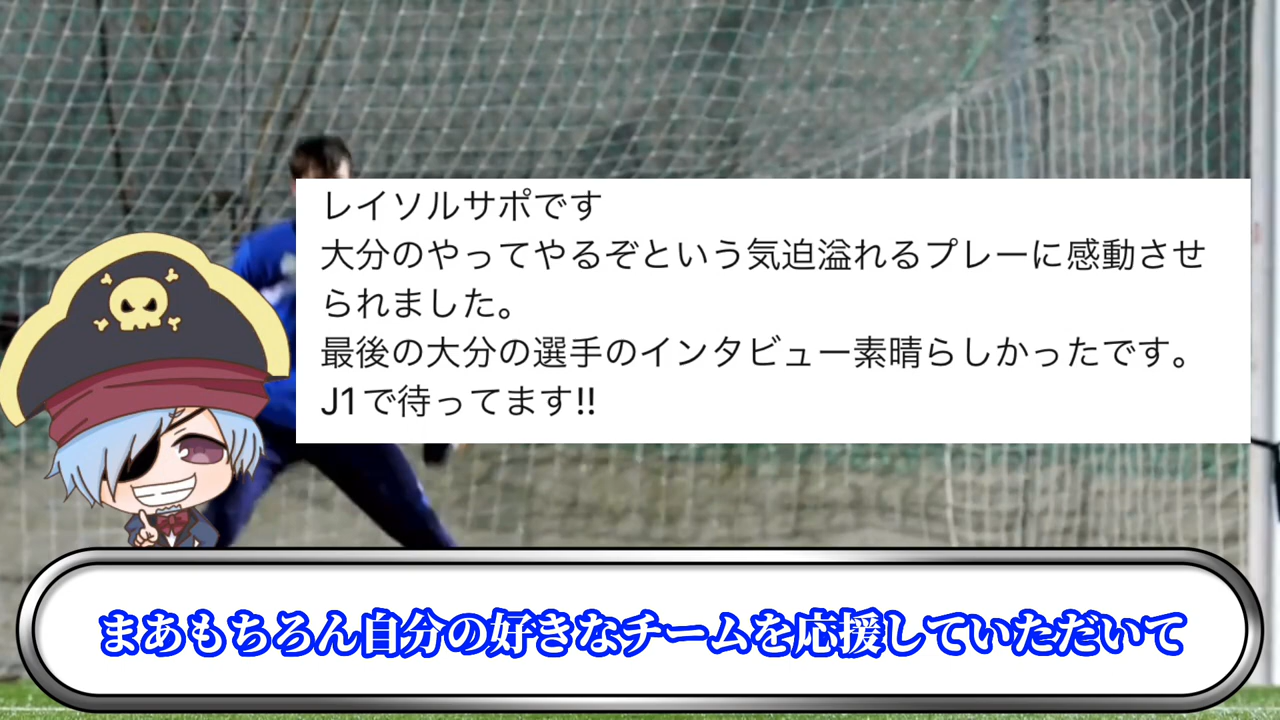 レイソルサポです
大分のやってやるぞという気迫溢れるプレーに感動させ
られました。
最後の大分の選手のインタビュー素晴らしかったです。
J1で待ってます!!
まあもちろん自分の好きなチームを応援していただいて